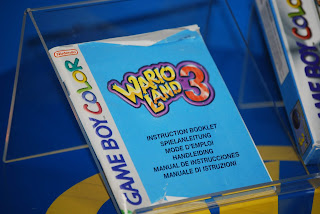 Nintendo
GAME BOY COLOR
WARIO
LAND 3
INSTRUCTION BOOKLET
SPIELANLEITUNG
MODE D'EMPLOI
HANDLEIDING
MANUAL DE INSTRUCCIONES
MANUALE DI ISTRUZIONI
COLOR